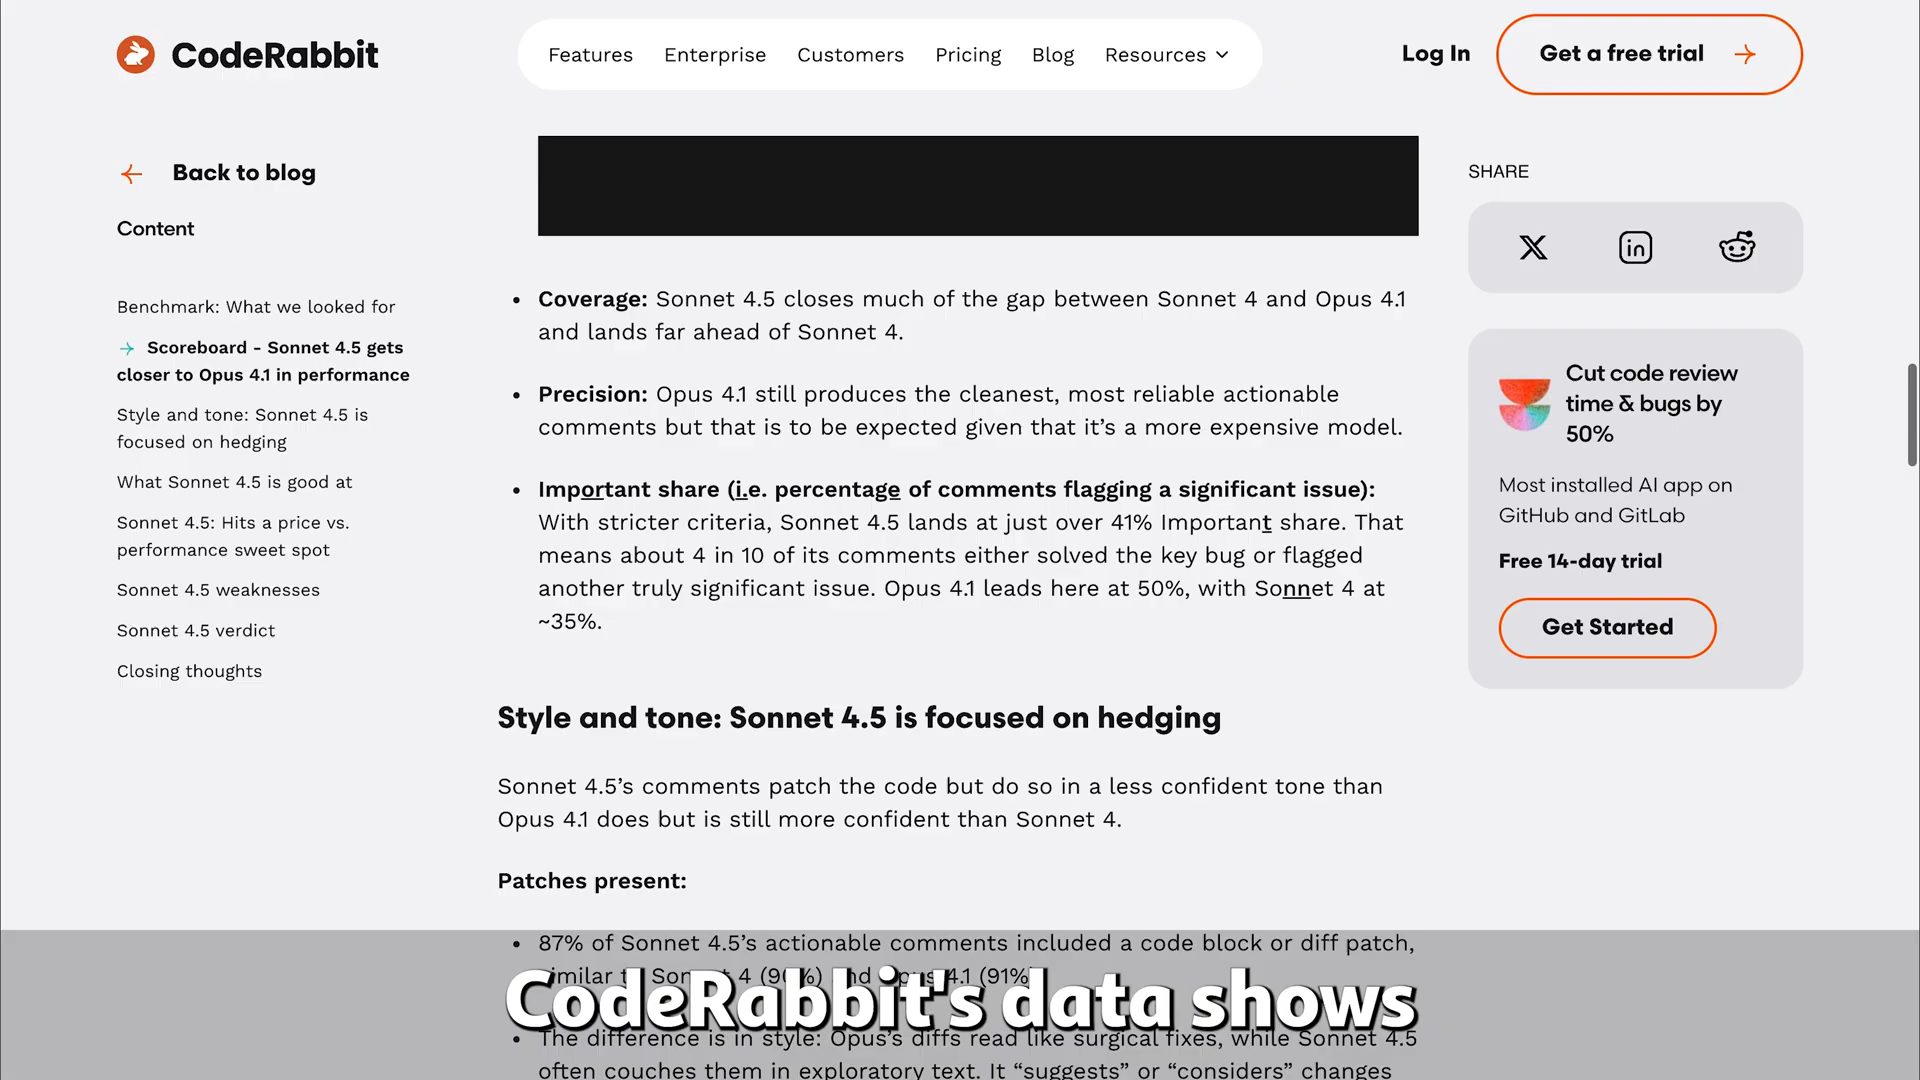 CodeRabbit
Features Enterprise Customers Pricing Blog Resources
Log In
Get a free trial
Back to blog
Content
Benchmark: What we looked for
Scoreboard - Sonnet 4.5 gets
closer to Opus 4.1 in performance
Style and tone: Sonnet 4.5 is
focused on hedging
What Sonnet 4.5 is good at
Sonnet 4.5: Hits a price vs.
performance sweet spot
Sonnet 4.5 weaknesses
Sonnet 4.5 verdict
Closing thoughts
• Coverage: Sonnet 4.5 closes much of the gap between Sonnet 4 and Opus 4.1
and lands far ahead of Sonnet 4.
• Precision: Opus 4.1 still produces the cleanest, most reliable actionable
comments but that is to be expected given that it’s a more expensive model.
• Important share (i.e. percentage of comments flagging a significant issue):
With stricter criteria, Sonnet 4.5 lands at just over 41% Important share. That
means about 4 in 10 of its comments either solved the key bug or flagged
another truly significant issue. Opus 4.1 leads here at 50%, with Sonnet 4 at
~35%.
Style and tone: Sonnet 4.5 is focused on hedging
Sonnet 4.5’s comments patch the code but do so in a less confident tone than
Opus 4.1 does but is still more confident than Sonnet 4.
Patches present:
• 87% of Sonnet 4.5’s actionable comments included a code block or diff patch,
4 4.1 (91%)
CodeRabbit's data shows
• The difference is in style: Opus’s diffs read like surgical fixes, while Sonnet 4.5
often couches them in exploratory text. It “suggests” or “considers” changes
SHARE
X
in
Cut code review
time & bugs by
50%
Most installed AI app on
GitHub and GitLab
Free 14-day trial
Get Started